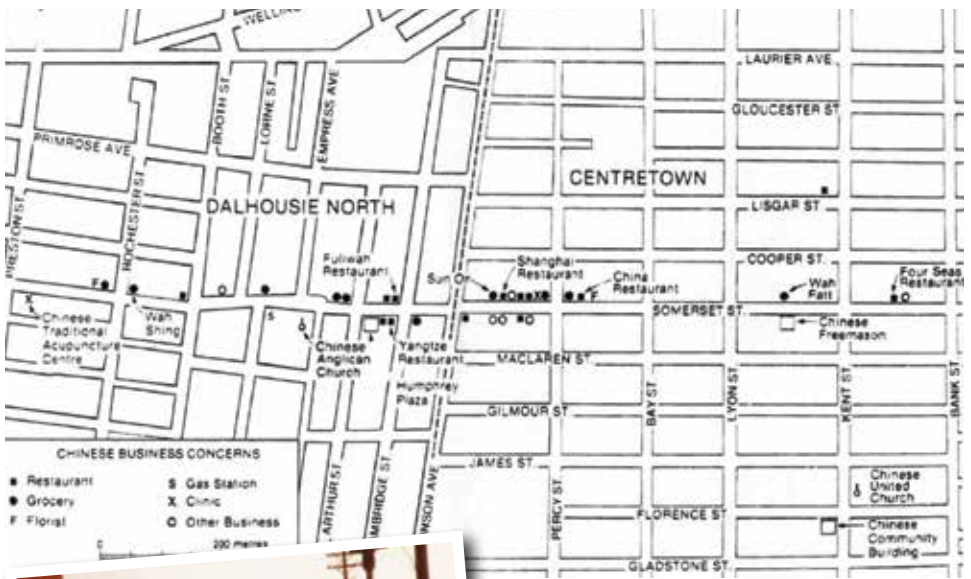 WELLIN
LAURIER AVE.
GLOUCESTER ST.
PRIMROSE AVE
BOOTH ST.
LORNE ST.
EMPRESS AVE
CENTRETOWN
LISGAR ST.
DALHOUSIE NORTH
PRESTON ST.
ROCHESTER ST.
COOPER ST.
Fuliwah
Restaurant
Sun On
Shanghai
Restaurant
China
Restaurant
Wah
Fatt
Four Seas
Restaurant
F
F
X
SOMERSET ST.
X
Chinese
Traditional
Acupuncture
Centre
Wah
Shing
S
Chinese
Anglican
Church
Yangtze
Restaurant
Humphrey
Plaza
Chinese
Freemason
MACLAREN ST.
GILMOUR ST.
BAY ST.
LYON ST.
KENT ST.
BANK ST.
CHINESE BUSINESS CONCERNS
Restaurant
Grocery
F Florist
S Gas Station
X Clinic
Other Business
0 200 metres
ARTHUR ST.
MBRIDGE ST
NSON AVE
JAMES ST.
PERCY ST.
FLORENCE ST
GLADSTONE ST.
Chinese
United
Church
Chinese
Community
Building